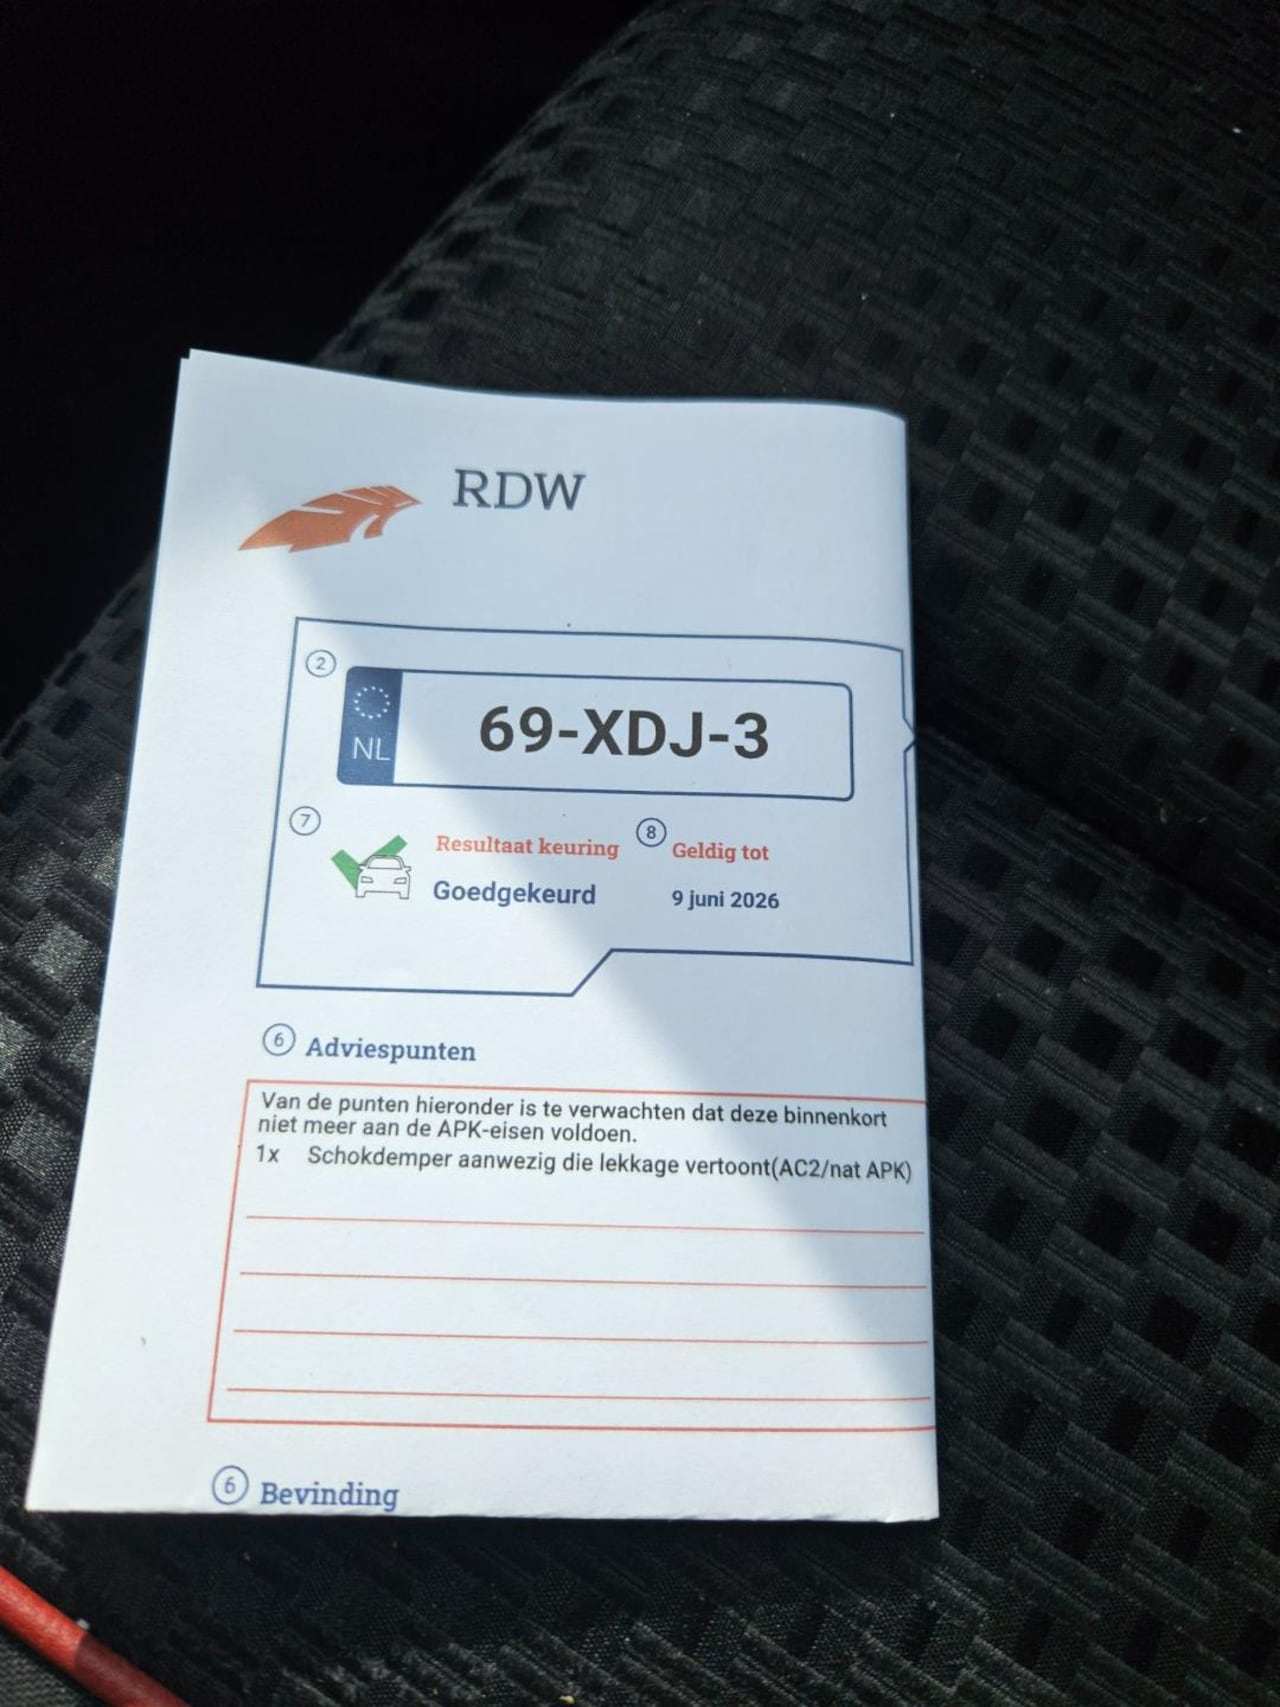 RDW
2
NL
69-XDJ-3
7
Resultaat keuring
8
Geldig tot
Goedgekeurd
9 juni 2026
6 Adviespunten
Van de punten hieronder is te verwachten dat deze binnenkort
niet meer aan de APK-eisen voldoen.
1x Schokdemper aanwezig die lekkage vertoont(AC2/nat APK)
6 Bevinding